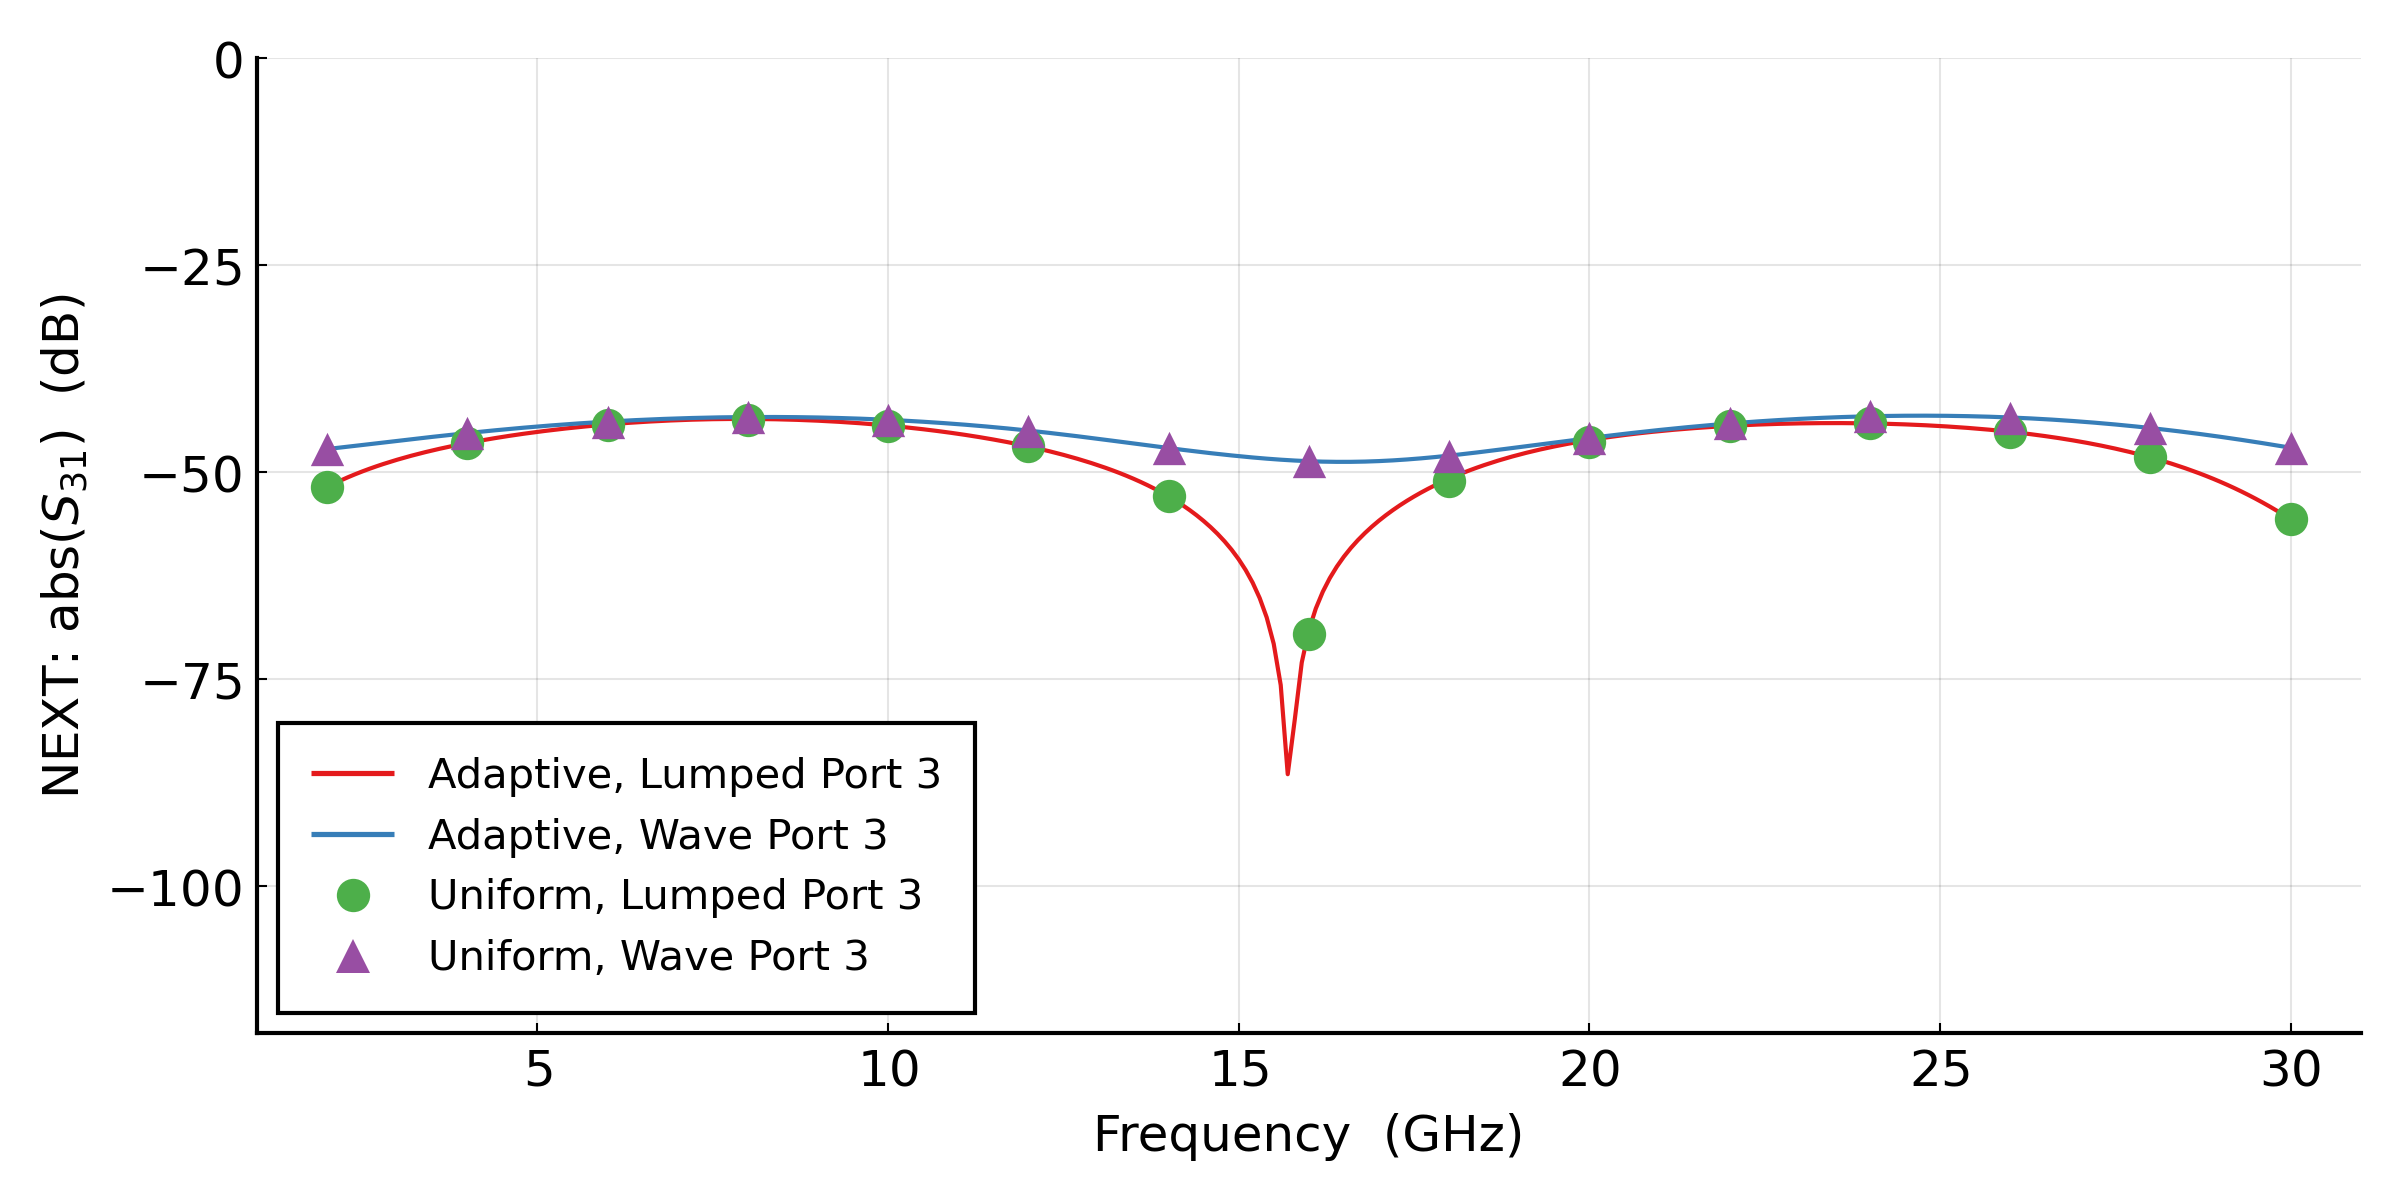 0
−25
−50
−75
−100
NEXT: abs(S₃₁) (dB)
Adaptive, Lumped Port 3
Adaptive, Wave Port 3
Uniform, Lumped Port 3
Uniform, Wave Port 3
5 10 15 20 25 30
Frequency (GHz)